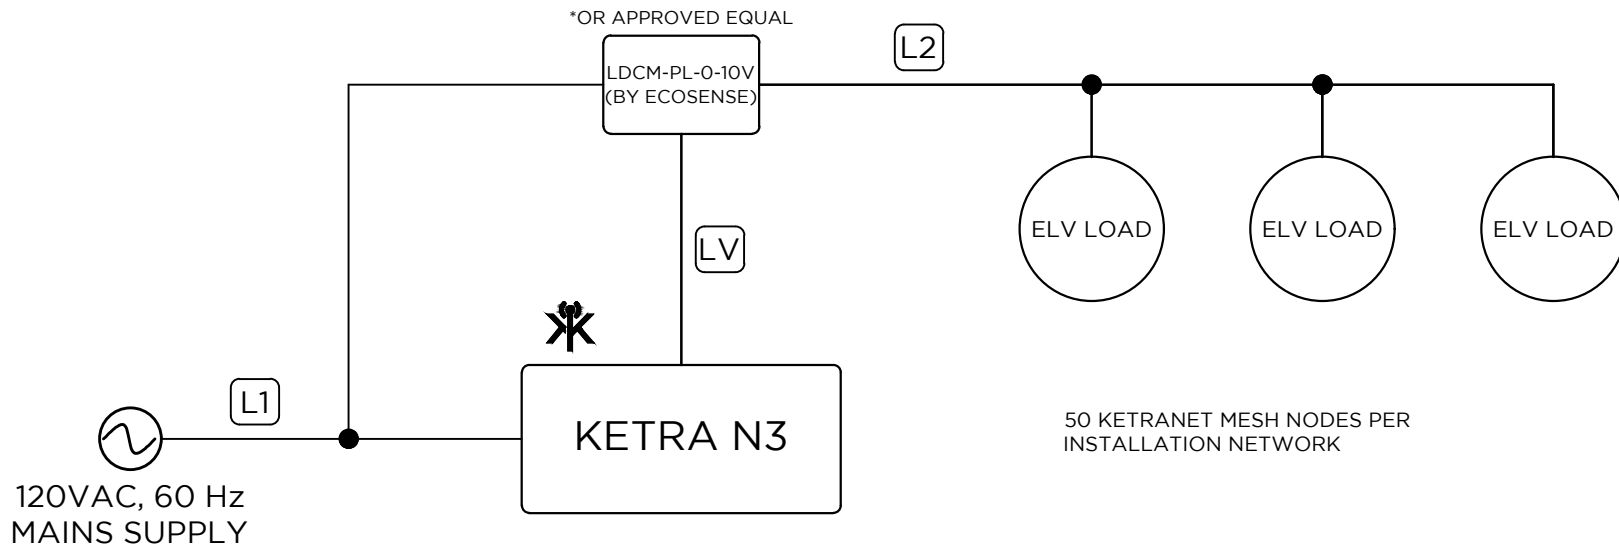 *OR APPROVED EQUAL
LDCM-PL-0-10V
(BY ECOSENSE)
L2
ELV LOAD
ELV LOAD
ELV LOAD
LV
L1
KETRA N3
50 KETRANET MESH NODES PER
INSTALLATION NETWORK
120VAC, 60 Hz
MAINS SUPPLY